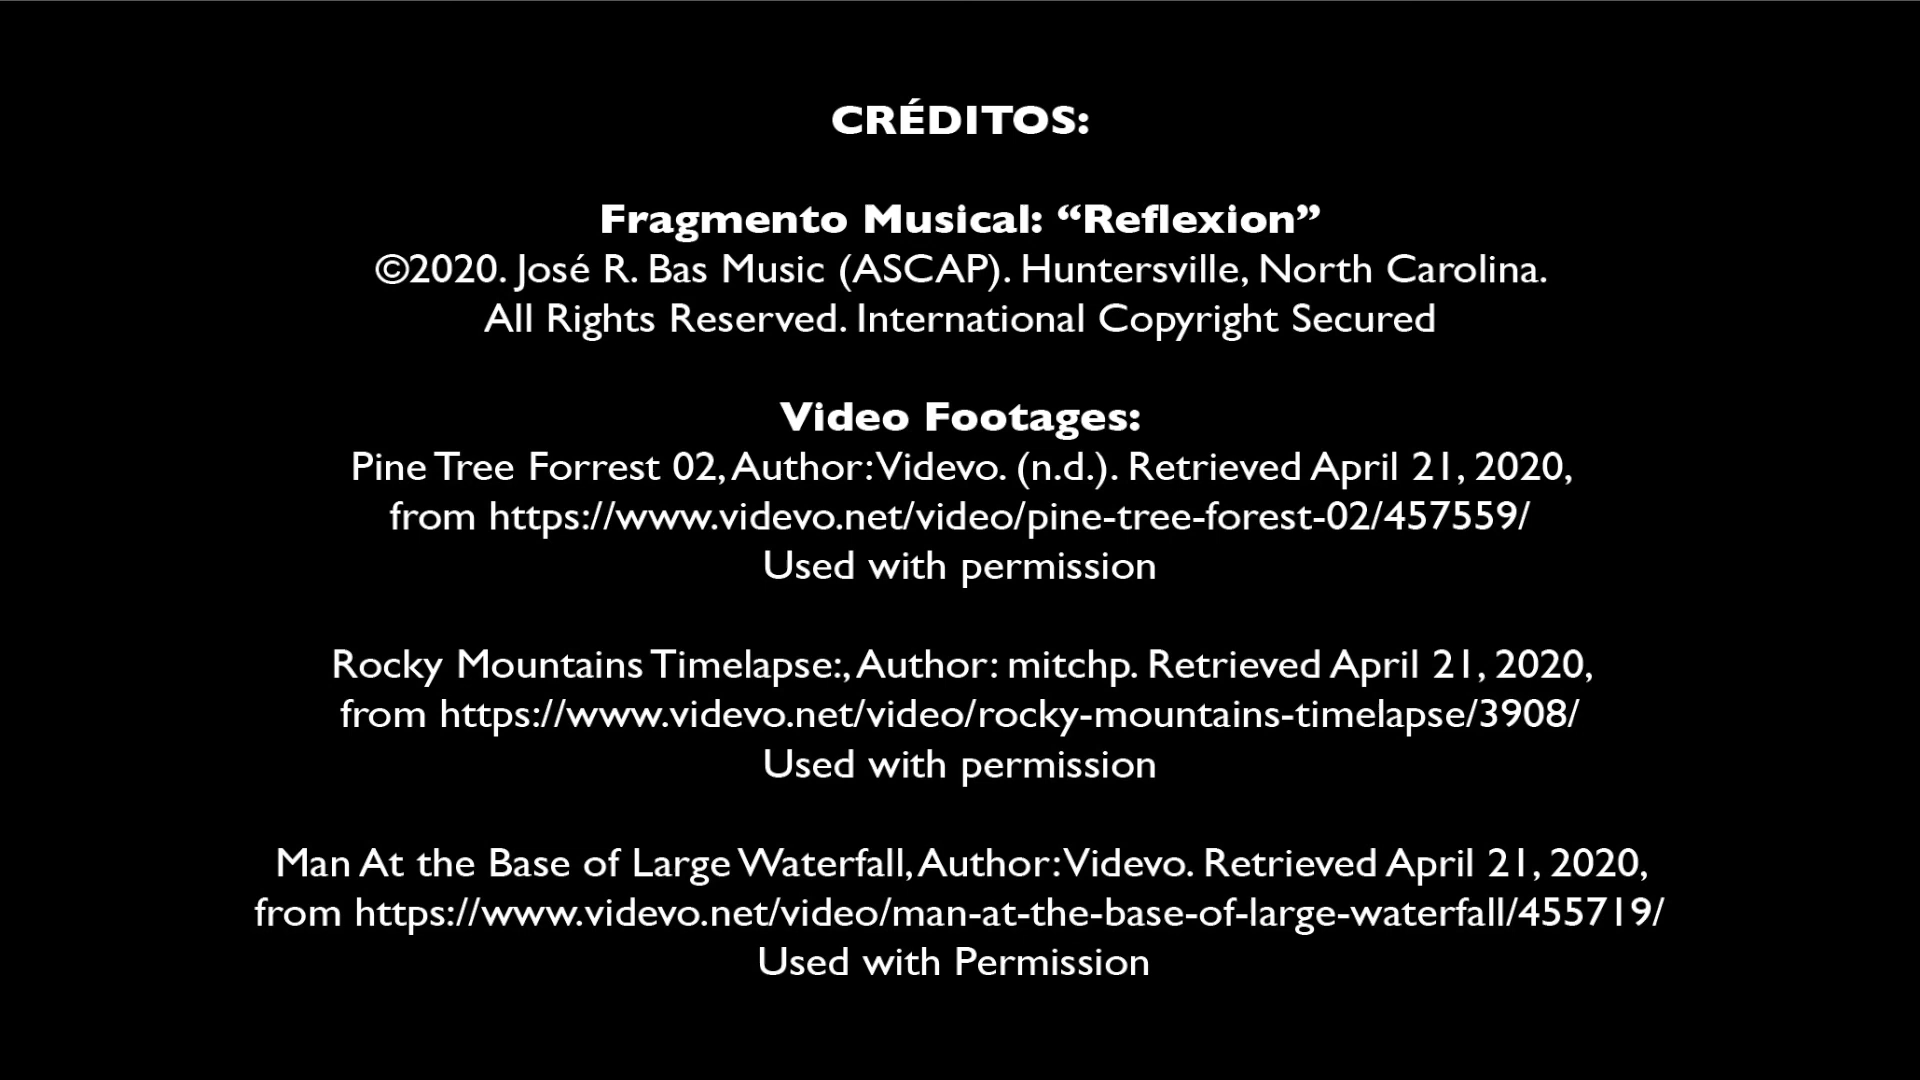 CRÉDITOS:
Fragmento Musical: “Reflexion”
©2020. José R. Bas Music (ASCAP). Huntersville, North Carolina.
All Rights Reserved. International Copyright Secured
Video Footages:
Pine Tree Forrest 02, Author: Videvo. (n.d.). Retrieved April 21, 2020,
from https://www.videvo.net/video/pine-tree-forest-02/457559/
Used with permission
Rocky Mountains Timelapse:, Author: mitchp. Retrieved April 21, 2020,
from https://www.videvo.net/video/rocky-mountains-timelapse/3908/
Used with permission
Man At the Base of Large Waterfall, Author: Videvo. Retrieved April 21, 2020,
from https://www.videvo.net/video/man-at-the-base-of-large-waterfall/455719/
Used with Permission